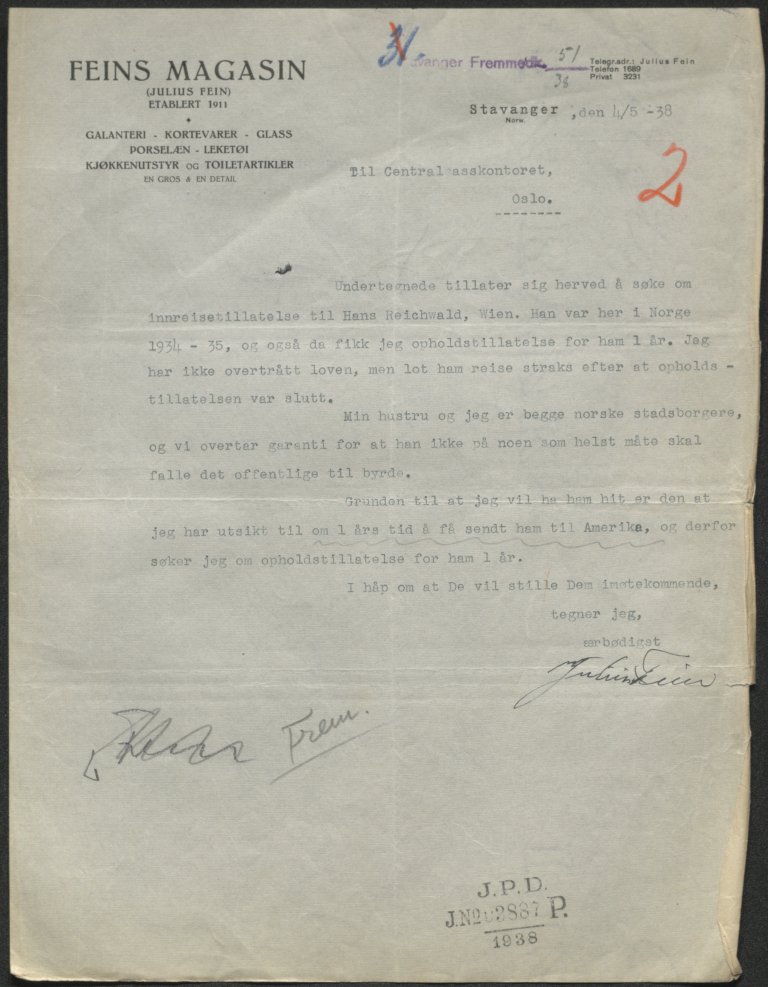 FEINS MAGASIN
(JULIUS FEIN)
ETABLERT 1911
GALANTERI - KORTEVARER - GLASS
PORSELÆN - LEKETØI
KJØKKENUTSTYR OG TOILETARTIKLER
EN GROS & EN DETAIL
Stavanger Fremmedk. 51/38
Telegr.adr.: Julius Fein
Telefon 1689
Privat 3231
Stavanger, den 4/5 -38
Norw.
2
Til Centralpasskontoret,
Oslo.
Undertegnede tillater sig herved å søke om
innreisetillatelse til Hans Reichwald, Wien. Han var her i Norge
1934 - 35, og også da fikk jeg opholdstillatelse for ham 1 år. Jeg
har ikke overtrått loven, men lot ham reise straks efter at opholds -
tillatelsen var slutt.
Min hustru og jeg er begge norske stadsborgere,
og vi overtar garanti for at han ikke på noen som helst måte skal
falle det offentlige til byrde.
Grunden til at jeg vil ha ham hit er den at
jeg har utsikt til om 1 års tid å få sendt ham til Amerika, og derfor
søker jeg om opholdstillatelse for ham 1 år.
I håp om at De vil stille Dem imøtekommende,
tegner jeg,
ærbødigst
Julius Fein
Frem.
J.P.D.
J.Nº 02887 P.
1938